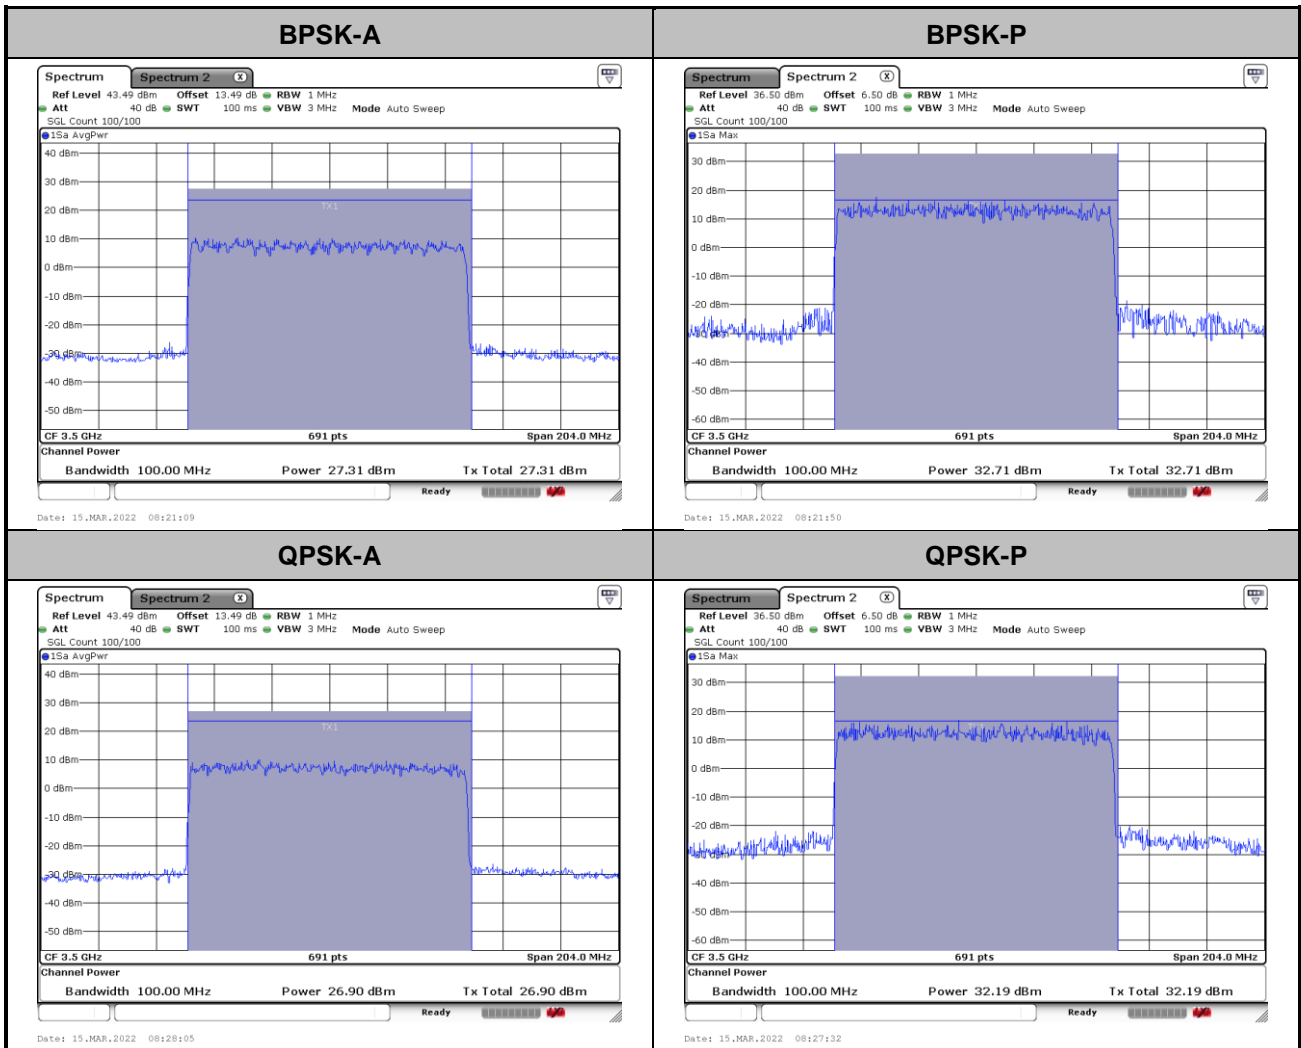 BPSK-A
BPSK-P
Spectrum Spectrum 2 X
Ref Level 43.49 dBm Offset 13.49 dB RBW 1 MHz
Att 40 dB SWT 100 ms VBW 3 MHz Mode Auto Sweep
SGL Count 100/100
1Sa AvgPwr
40 dBm
30 dBm
20 dBm
TX1
10 dBm
0 dBm
-10 dBm
-20 dBm
-30 dBm
-40 dBm
-50 dBm
CF 3.5 GHz 691 pts Span 204.0 MHz
Channel Power
Bandwidth 100.00 MHz Power 27.31 dBm Tx Total 27.31 dBm
Ready
Date: 15.MAR.2022 08:21:09
Spectrum Spectrum 2 X
Ref Level 36.50 dBm Offset 6.50 dB RBW 1 MHz
Att 40 dB SWT 100 ms VBW 3 MHz Mode Auto Sweep
SGL Count 100/100
1Sa Max
30 dBm
20 dBm
10 dBm
0 dBm
-10 dBm
-20 dBm
-30 dBm
-40 dBm
-50 dBm
-60 dBm
CF 3.5 GHz 691 pts Span 204.0 MHz
Channel Power
Bandwidth 100.00 MHz Power 32.71 dBm Tx Total 32.71 dBm
Ready
Date: 15.MAR.2022 08:21:50
QPSK-A
QPSK-P
Spectrum Spectrum 2 X
Ref Level 43.49 dBm Offset 13.49 dB RBW 1 MHz
Att 40 dB SWT 100 ms VBW 3 MHz Mode Auto Sweep
SGL Count 100/100
1Sa AvgPwr
40 dBm
30 dBm
20 dBm
TX1
10 dBm
0 dBm
-10 dBm
-20 dBm
-30 dBm
-40 dBm
-50 dBm
CF 3.5 GHz 691 pts Span 204.0 MHz
Channel Power
Bandwidth 100.00 MHz Power 26.90 dBm Tx Total 26.90 dBm
Ready
Date: 15.MAR.2022 08:28:05
Spectrum Spectrum 2 X
Ref Level 36.50 dBm Offset 6.50 dB RBW 1 MHz
Att 40 dB SWT 100 ms VBW 3 MHz Mode Auto Sweep
SGL Count 100/100
1Sa Max
30 dBm
20 dBm
10 dBm
0 dBm
-10 dBm
-20 dBm
-30 dBm
-40 dBm
-50 dBm
-60 dBm
CF 3.5 GHz 691 pts Span 204.0 MHz
Channel Power
Bandwidth 100.00 MHz Power 32.19 dBm Tx Total 32.19 dBm
Ready
Date: 15.MAR.2022 08:27:32